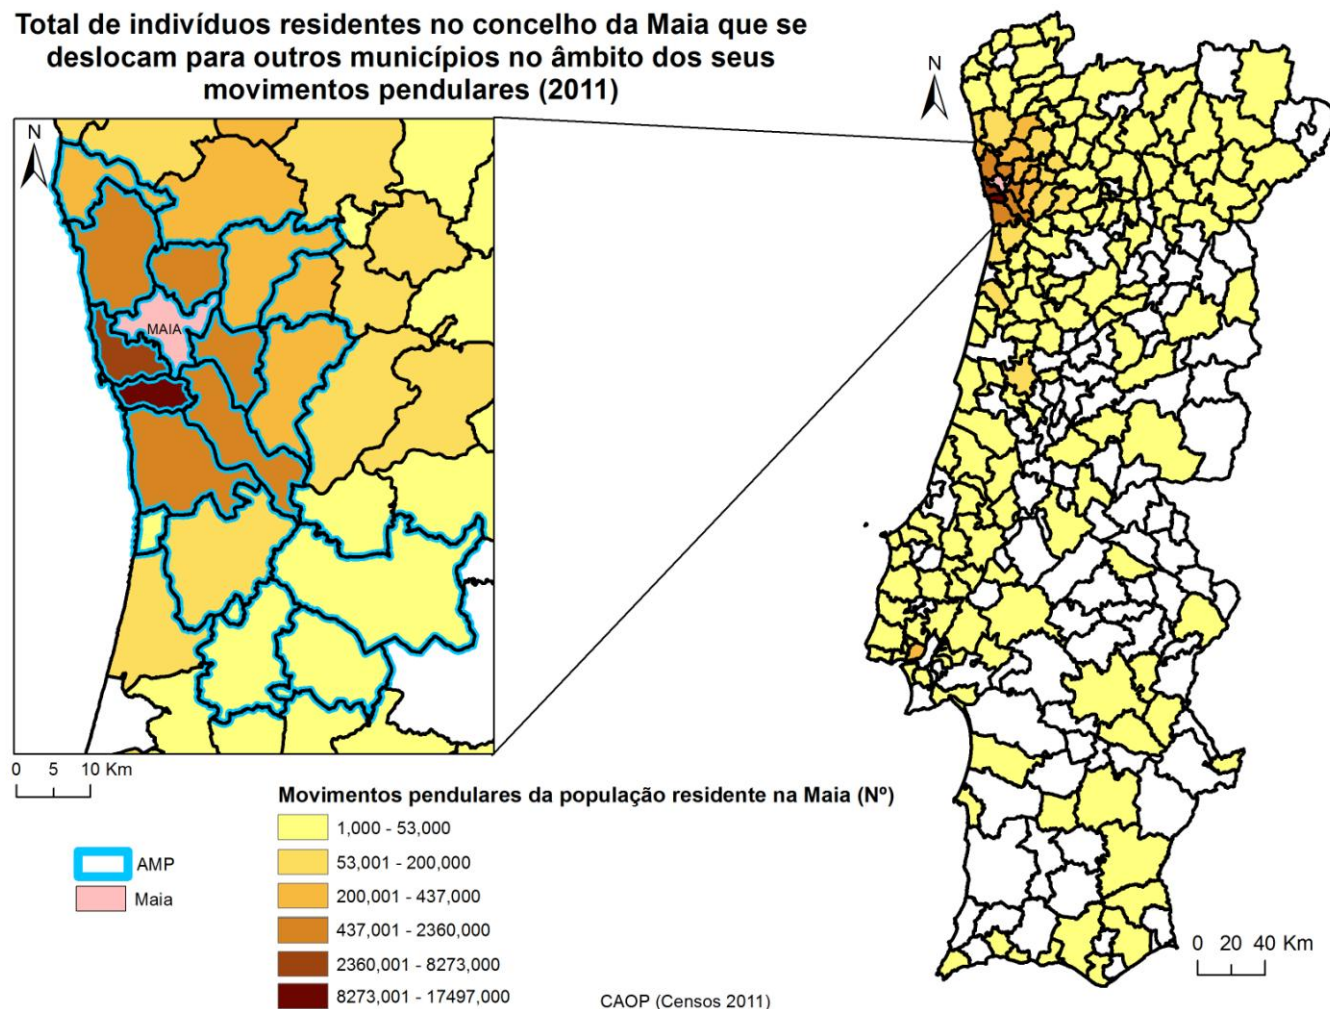 Total de indivíduos residentes no concelho da Maia que se
deslocam para outros municípios no âmbito dos seus
movimentos pendulares (2011)
N
N
MAIA
0 5 10 Km
Movimentos pendulares da população residente na Maia (Nº)
1,000 - 53,000
53,001 - 200,000
200,001 - 437,000
437,001 - 2360,000
2360,001 - 8273,000
8273,001 - 17497,000
AMP
Maia
0 20 40 Km
CAOP (Censos 2011)